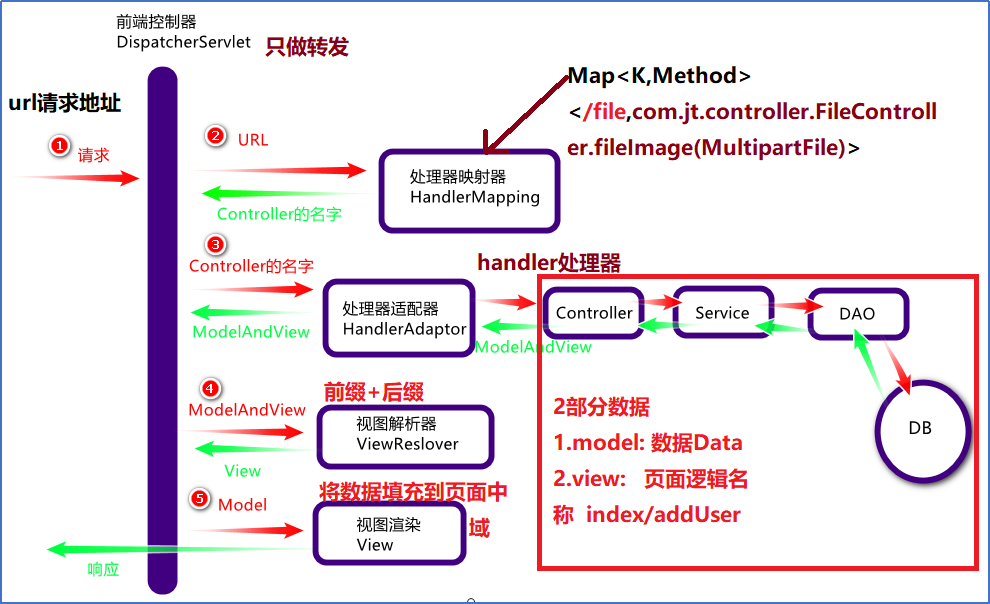 前端控制器
DispatcherServlet
只做转发
url请求地址
Map<K,Method>
</file,com.jt.controller.FileControll
er.fileImage(MultipartFile)>
1
请求
2
URL
处理器映射器
HandlerMapping
Controller的名字
3
Controller的名字
handler处理器
处理器适配器
HandlerAdaptor
ModelAndView
ModelAndView
Controller
Service
DAO
DB
2部分数据
1.model: 数据Data
2.view: 页面逻辑名
称 index/addUser
4
ModelAndView
前缀+后缀
视图解析器
ViewReslover
View
5
Model
将数据填充到页面中
域
视图渲染
View
响应